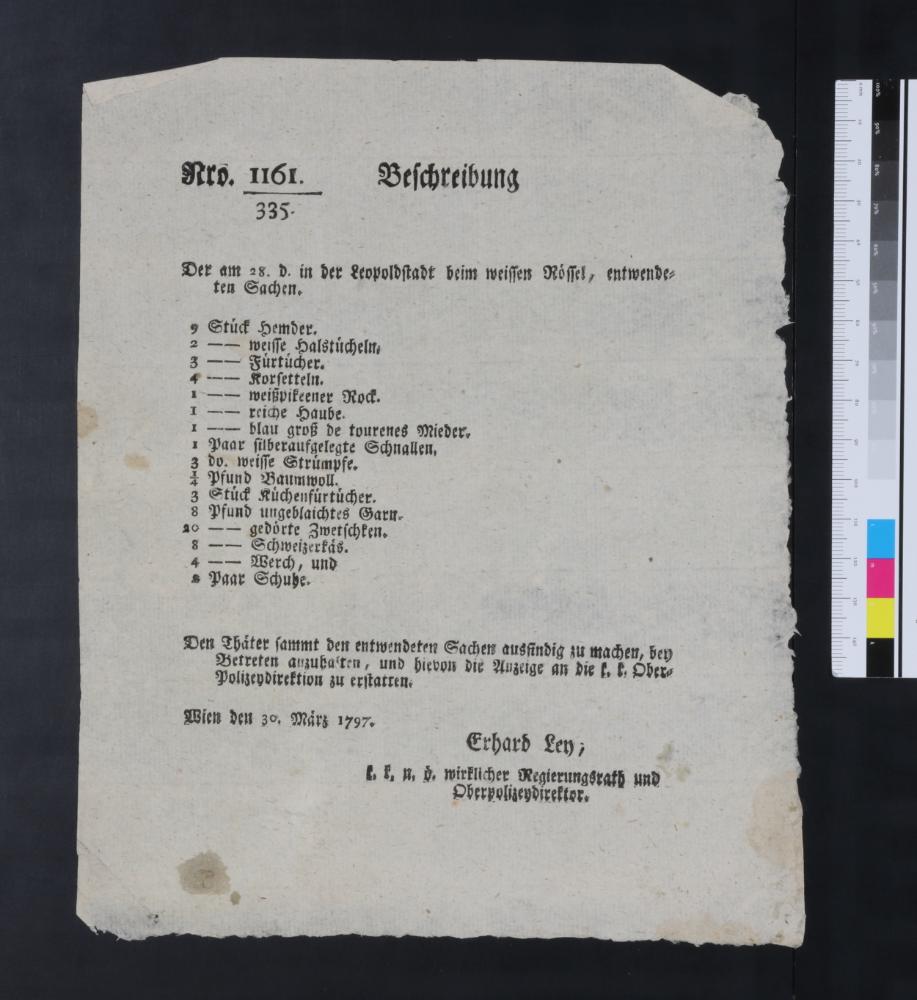 Nro. 1161. Beschreibung
335.
Der am 28. d. in der Leopoldstadt beim weissen Rössel, entwende-
ten Sachen.
9 Stück Hemder.
2 —— weisse Halstücheln.
3 —— Fürtücher.
4 —— Korsetteln.
1 —— weißpikeener Rock.
1 —— reiche Haube.
1 —— blau groß de tourenes Mieder.
1 Paar silberaufgelegte Schnallen.
3 do. weisse Strümpfe.
¼ Pfund Baumwoll.
3 Stück Küchenfürtücher.
8 Pfund ungeblaichtes Garn.
20 —— gedörte Zwetschken.
8 —— Schweizerkäs.
4 —— Werch, und
2 Paar Schuhe.
Den Thäter sammt den entwendeten Sachen ausfindig zu machen, bey
Betreten anzuhalten, und hievon die Anzeige an die k. k. Ober-
Polizeydirektion zu erstatten.
Wien den 30. März 1797.
Erhard Ley,
k. k. n. ö. wirklicher Regierungsrath und
Oberpolizeydirektor.